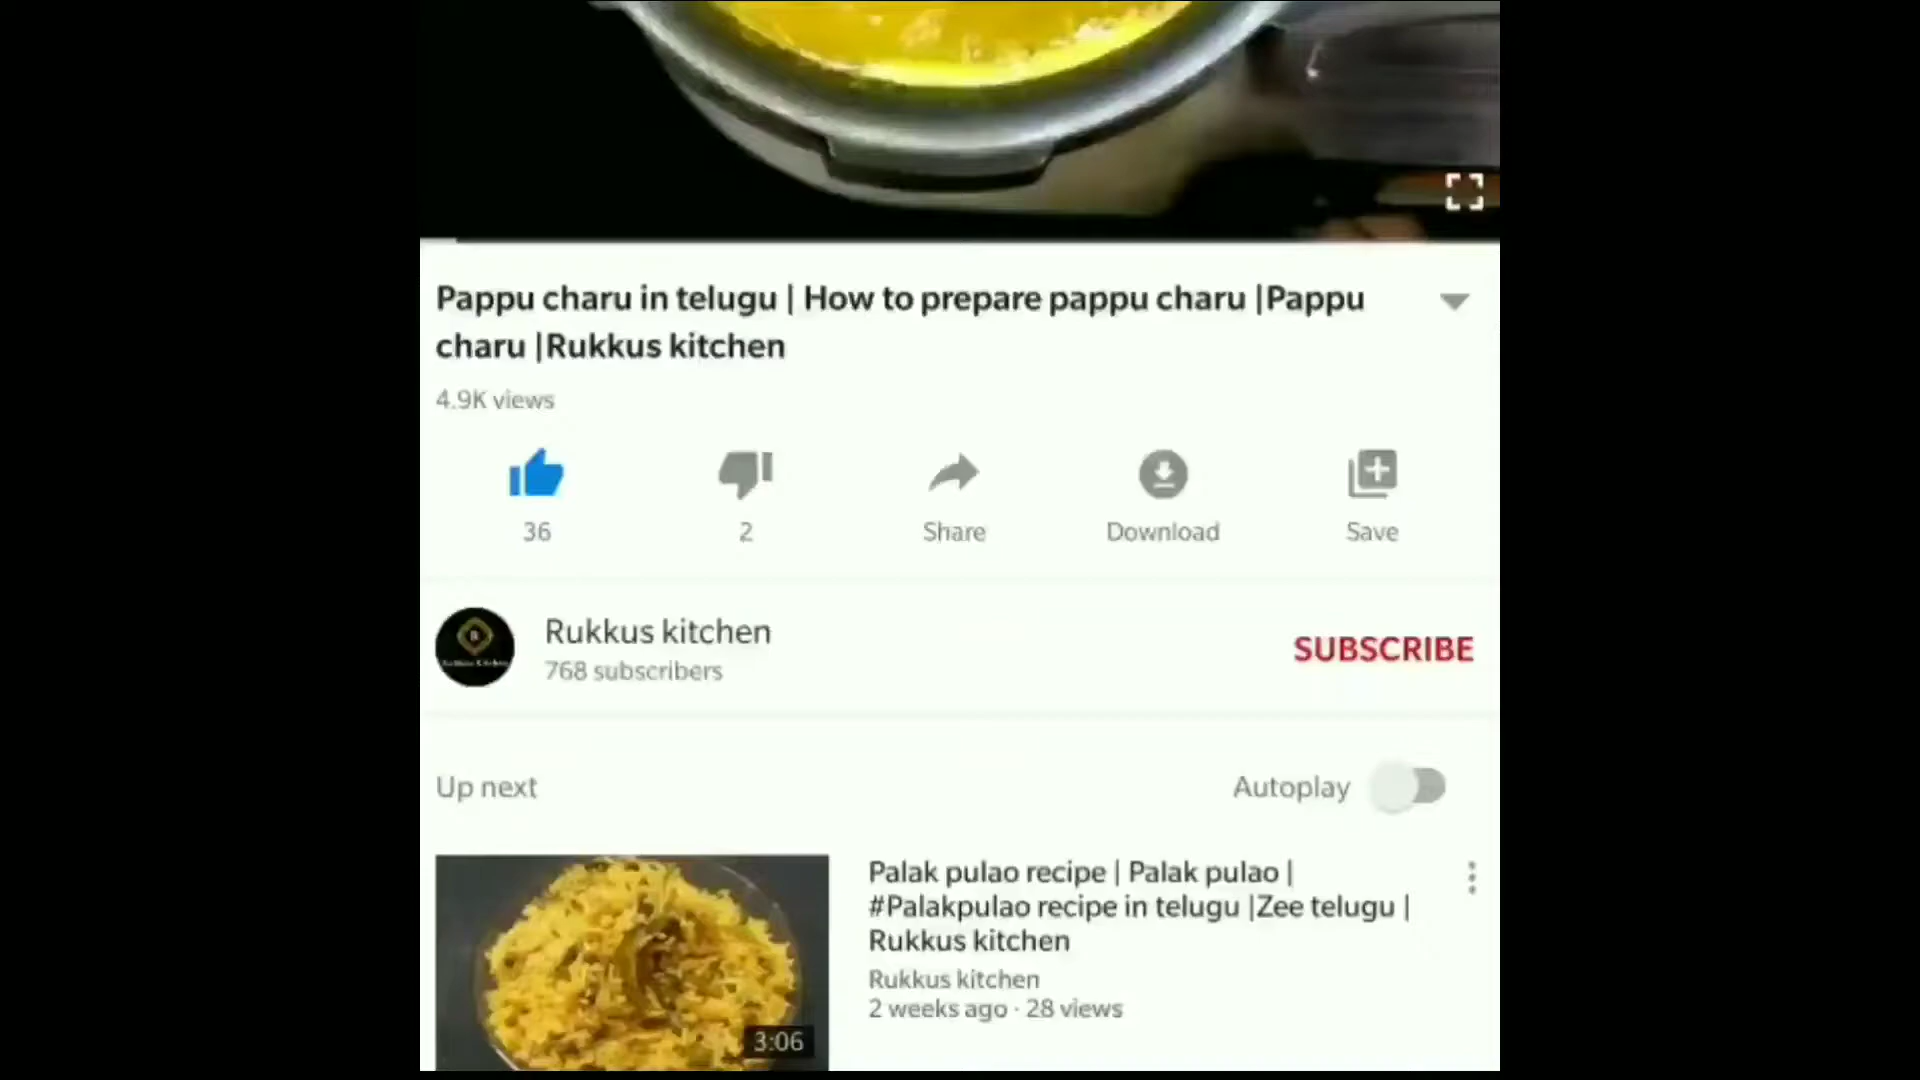 Pappu charu in telugu | How to prepare pappu charu |Pappu
charu |Rukkus kitchen
4.9K views
36
2
Share
Download
Save
Rukkus kitchen
768 subscribers
SUBSCRIBE
Up next
Autoplay
Palak pulao recipe | Palak pulao |
#Palakpulao recipe in telugu |Zee telugu |
Rukkus kitchen
Rukkus kitchen
2 weeks ago · 28 views
3:06